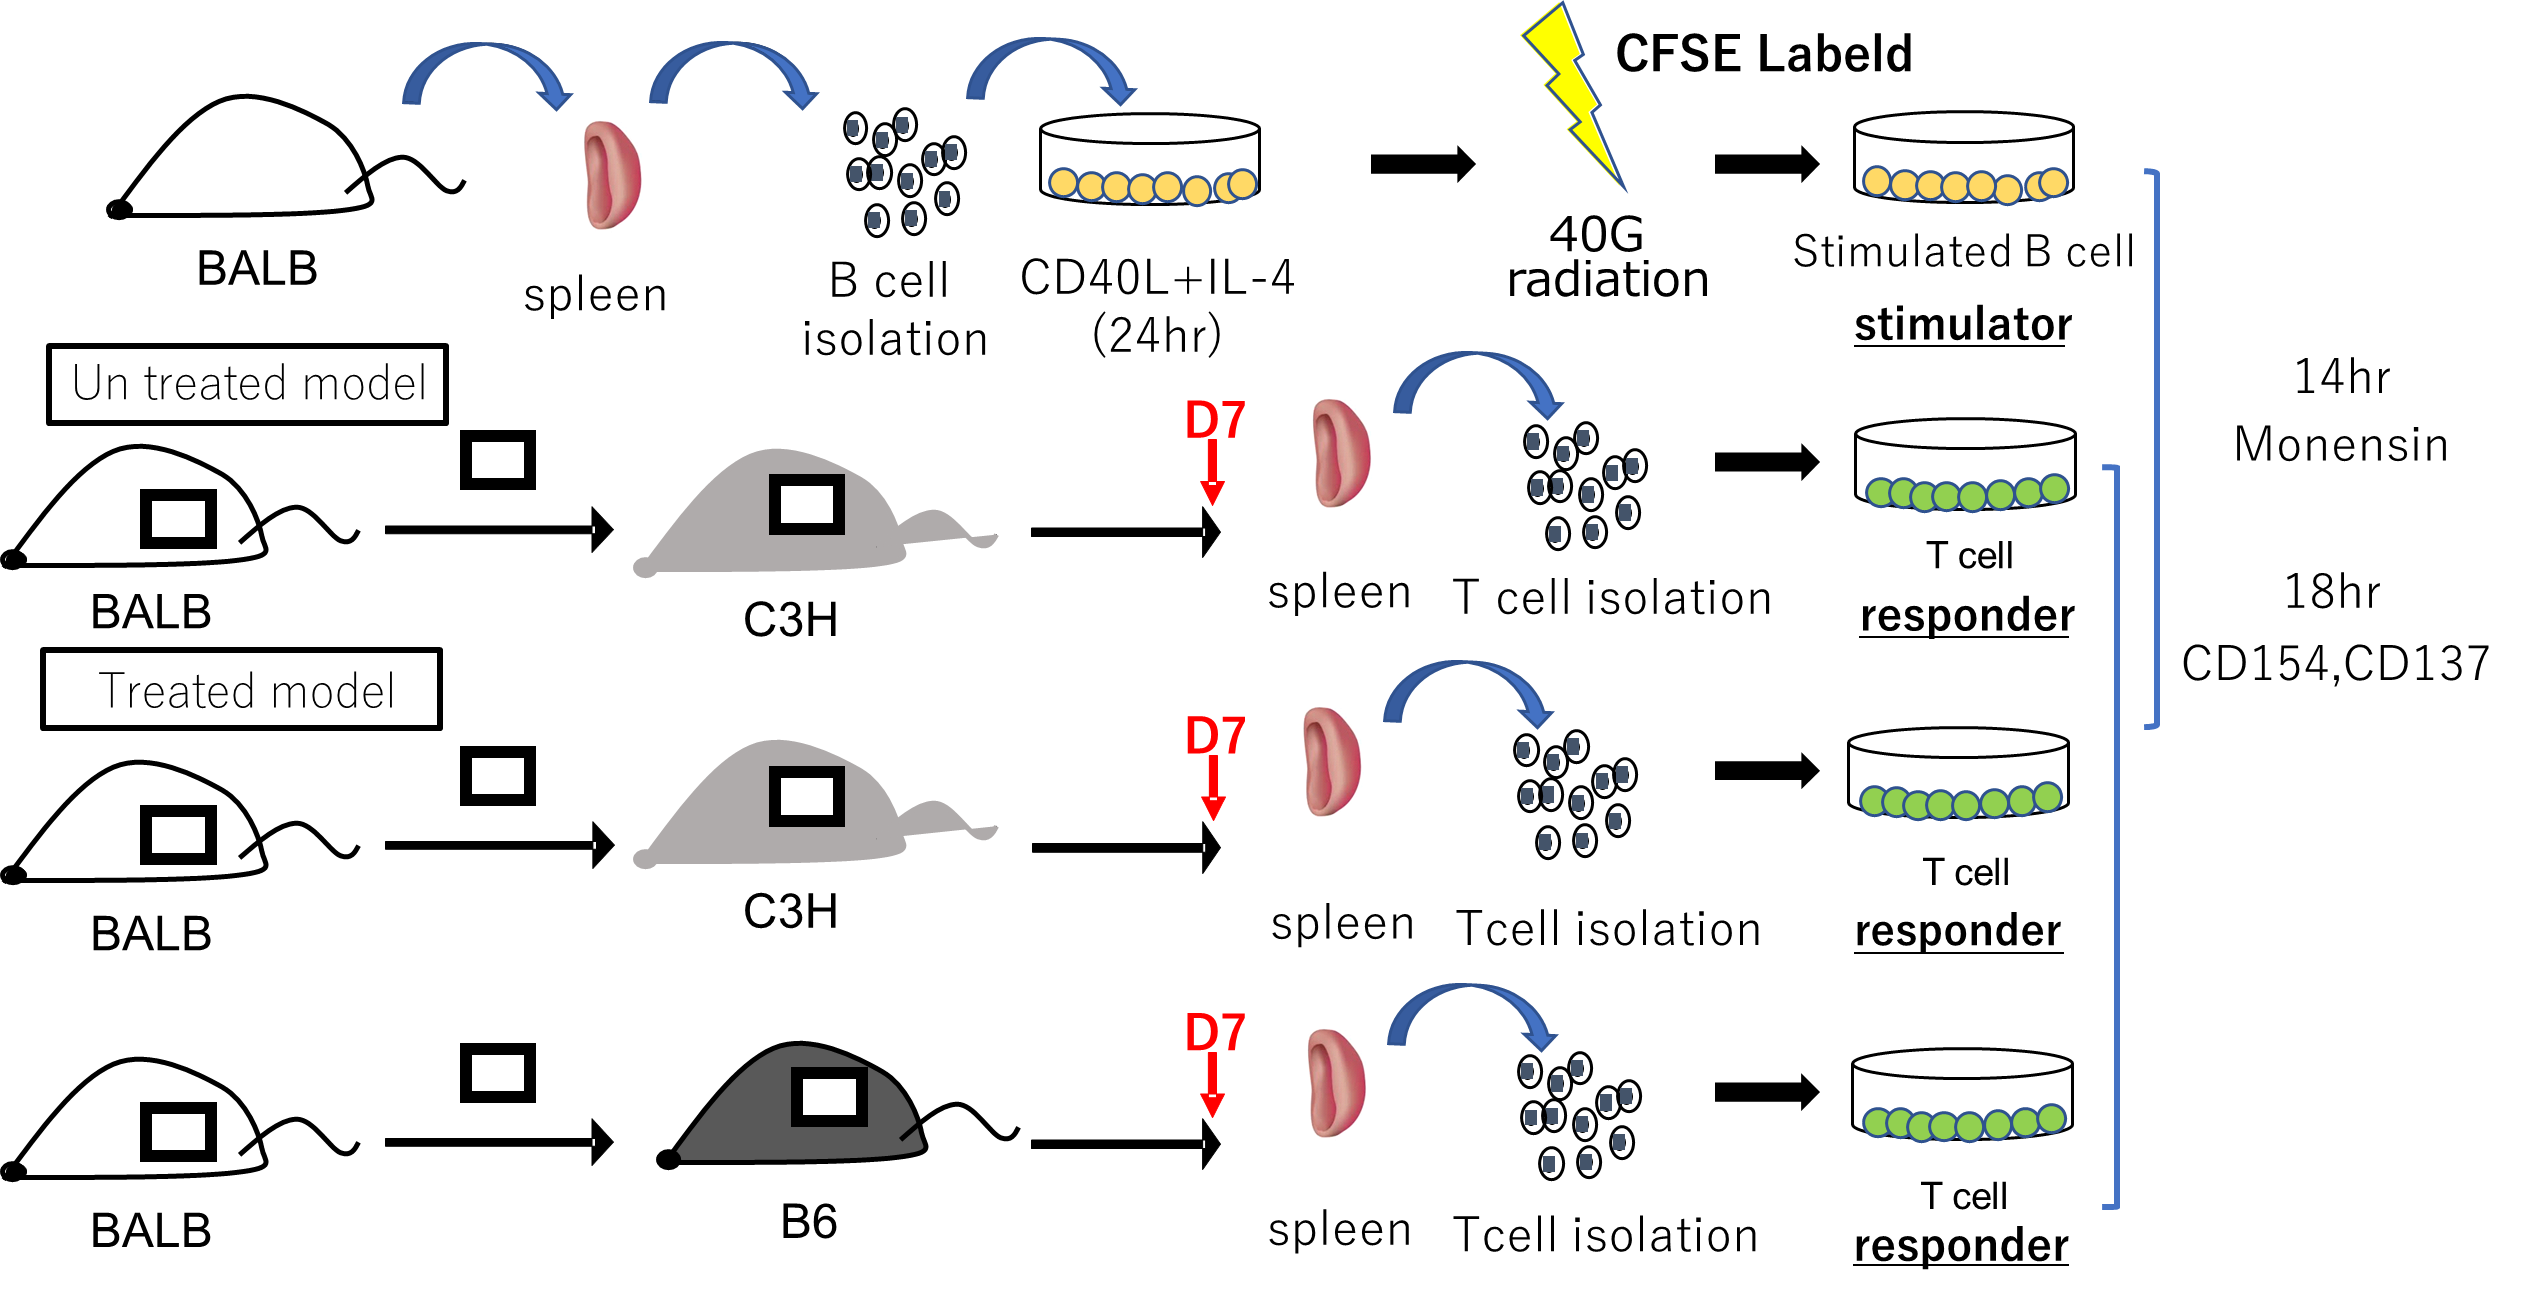 CFSE Labeld
BALB
spleen
B cell
isolation
CD40L+IL-4
(24hr)
40G
radiation
Stimulated B cell
stimulator
Un treated model
BALB
C3H
D7
spleen
T cell isolation
T cell
responder
14hr
Monensin
18hr
CD154,CD137
Treated model
BALB
C3H
D7
spleen
Tcell isolation
T cell
responder
BALB
B6
D7
spleen
Tcell isolation
T cell
responder